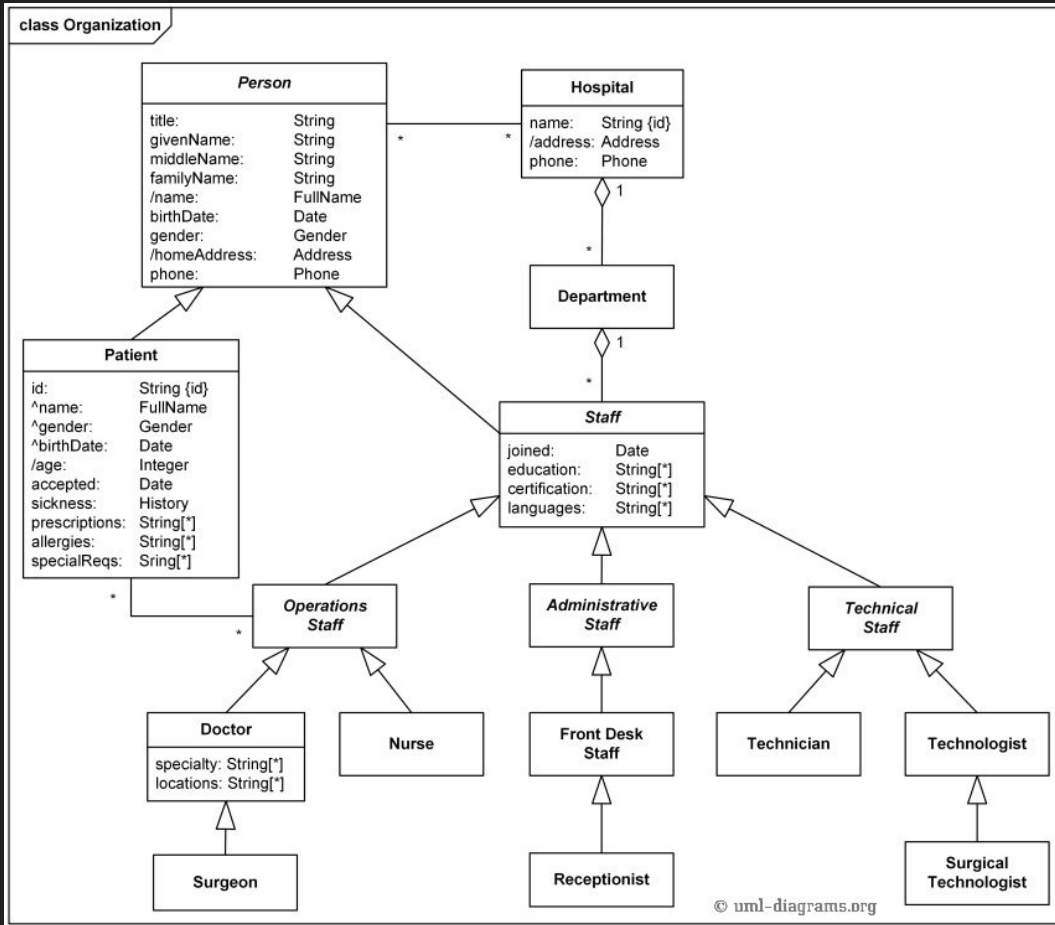 class Organization
Person
title: String
givenName: String
middleName: String
familyName: String
/name: FullName
birthDate: Date
gender: Gender
/homeAddress: Address
phone: Phone
*
*
Hospital
name: String {id}
/address: Address
phone: Phone
1
*
Department
1
*
Patient
id: String {id}
^name: FullName
^gender: Gender
^birthDate: Date
/age: Integer
accepted: Date
sickness: History
prescriptions: String[*]
allergies: String[*]
specialReqs: Sring[*]
*
*
Staff
joined: Date
education: String[*]
certification: String[*]
languages: String[*]
Operations
Staff
Administrative
Staff
Technical
Staff
Doctor
specialty: String[*]
locations: String[*]
Nurse
Front Desk
Staff
Technician
Technologist
Surgeon
Receptionist
Surgical
Technologist
© uml-diagrams.org